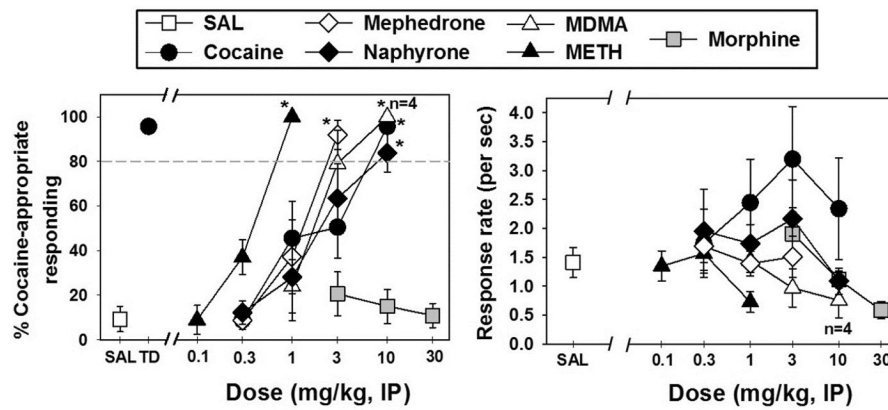 SAL Mephedrone MDMA Morphine
Cocaine Naphyrone METH
% Cocaine-appropriate
responding
100
80
60
40
20
0
* * * n=4
*
*
SAL TD 0.1 0.3 1 3 10 30
Dose (mg/kg, IP)
Response rate (per sec)
4.0
3.5
3.0
2.5
2.0
1.5
1.0
0.5
0.0
n=4
SAL 0.1 0.3 1 3 10 30
Dose (mg/kg, IP)